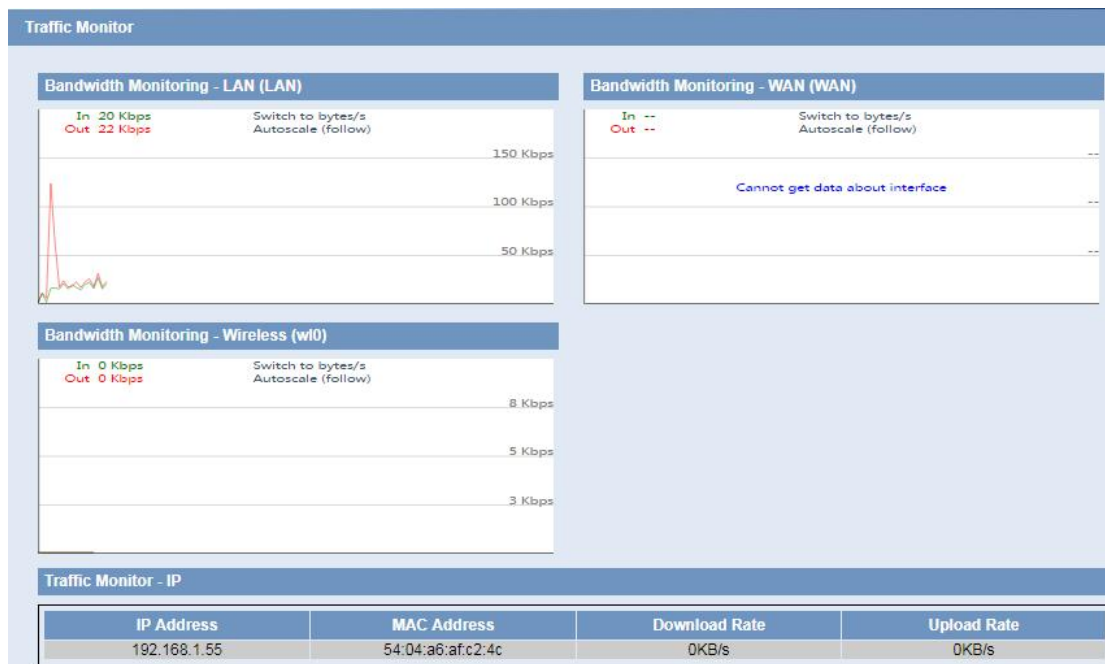 Traffic Monitor
Bandwidth Monitoring - LAN (LAN)
In 20 Kbps Switch to bytes/s
Out 22 Kbps Autoscale (follow)
150 Kbps
100 Kbps
50 Kbps
Bandwidth Monitoring - WAN (WAN)
In -- Switch to bytes/s
Out -- Autoscale (follow)
--
Cannot get data about interface
--
--
Bandwidth Monitoring - Wireless (wl0)
In 0 Kbps Switch to bytes/s
Out 0 Kbps Autoscale (follow)
8 Kbps
5 Kbps
3 Kbps
Traffic Monitor - IP
IP Address MAC Address Download Rate Upload Rate
192.168.1.55 54:04:a6:af:c2:4c 0KB/s 0KB/s